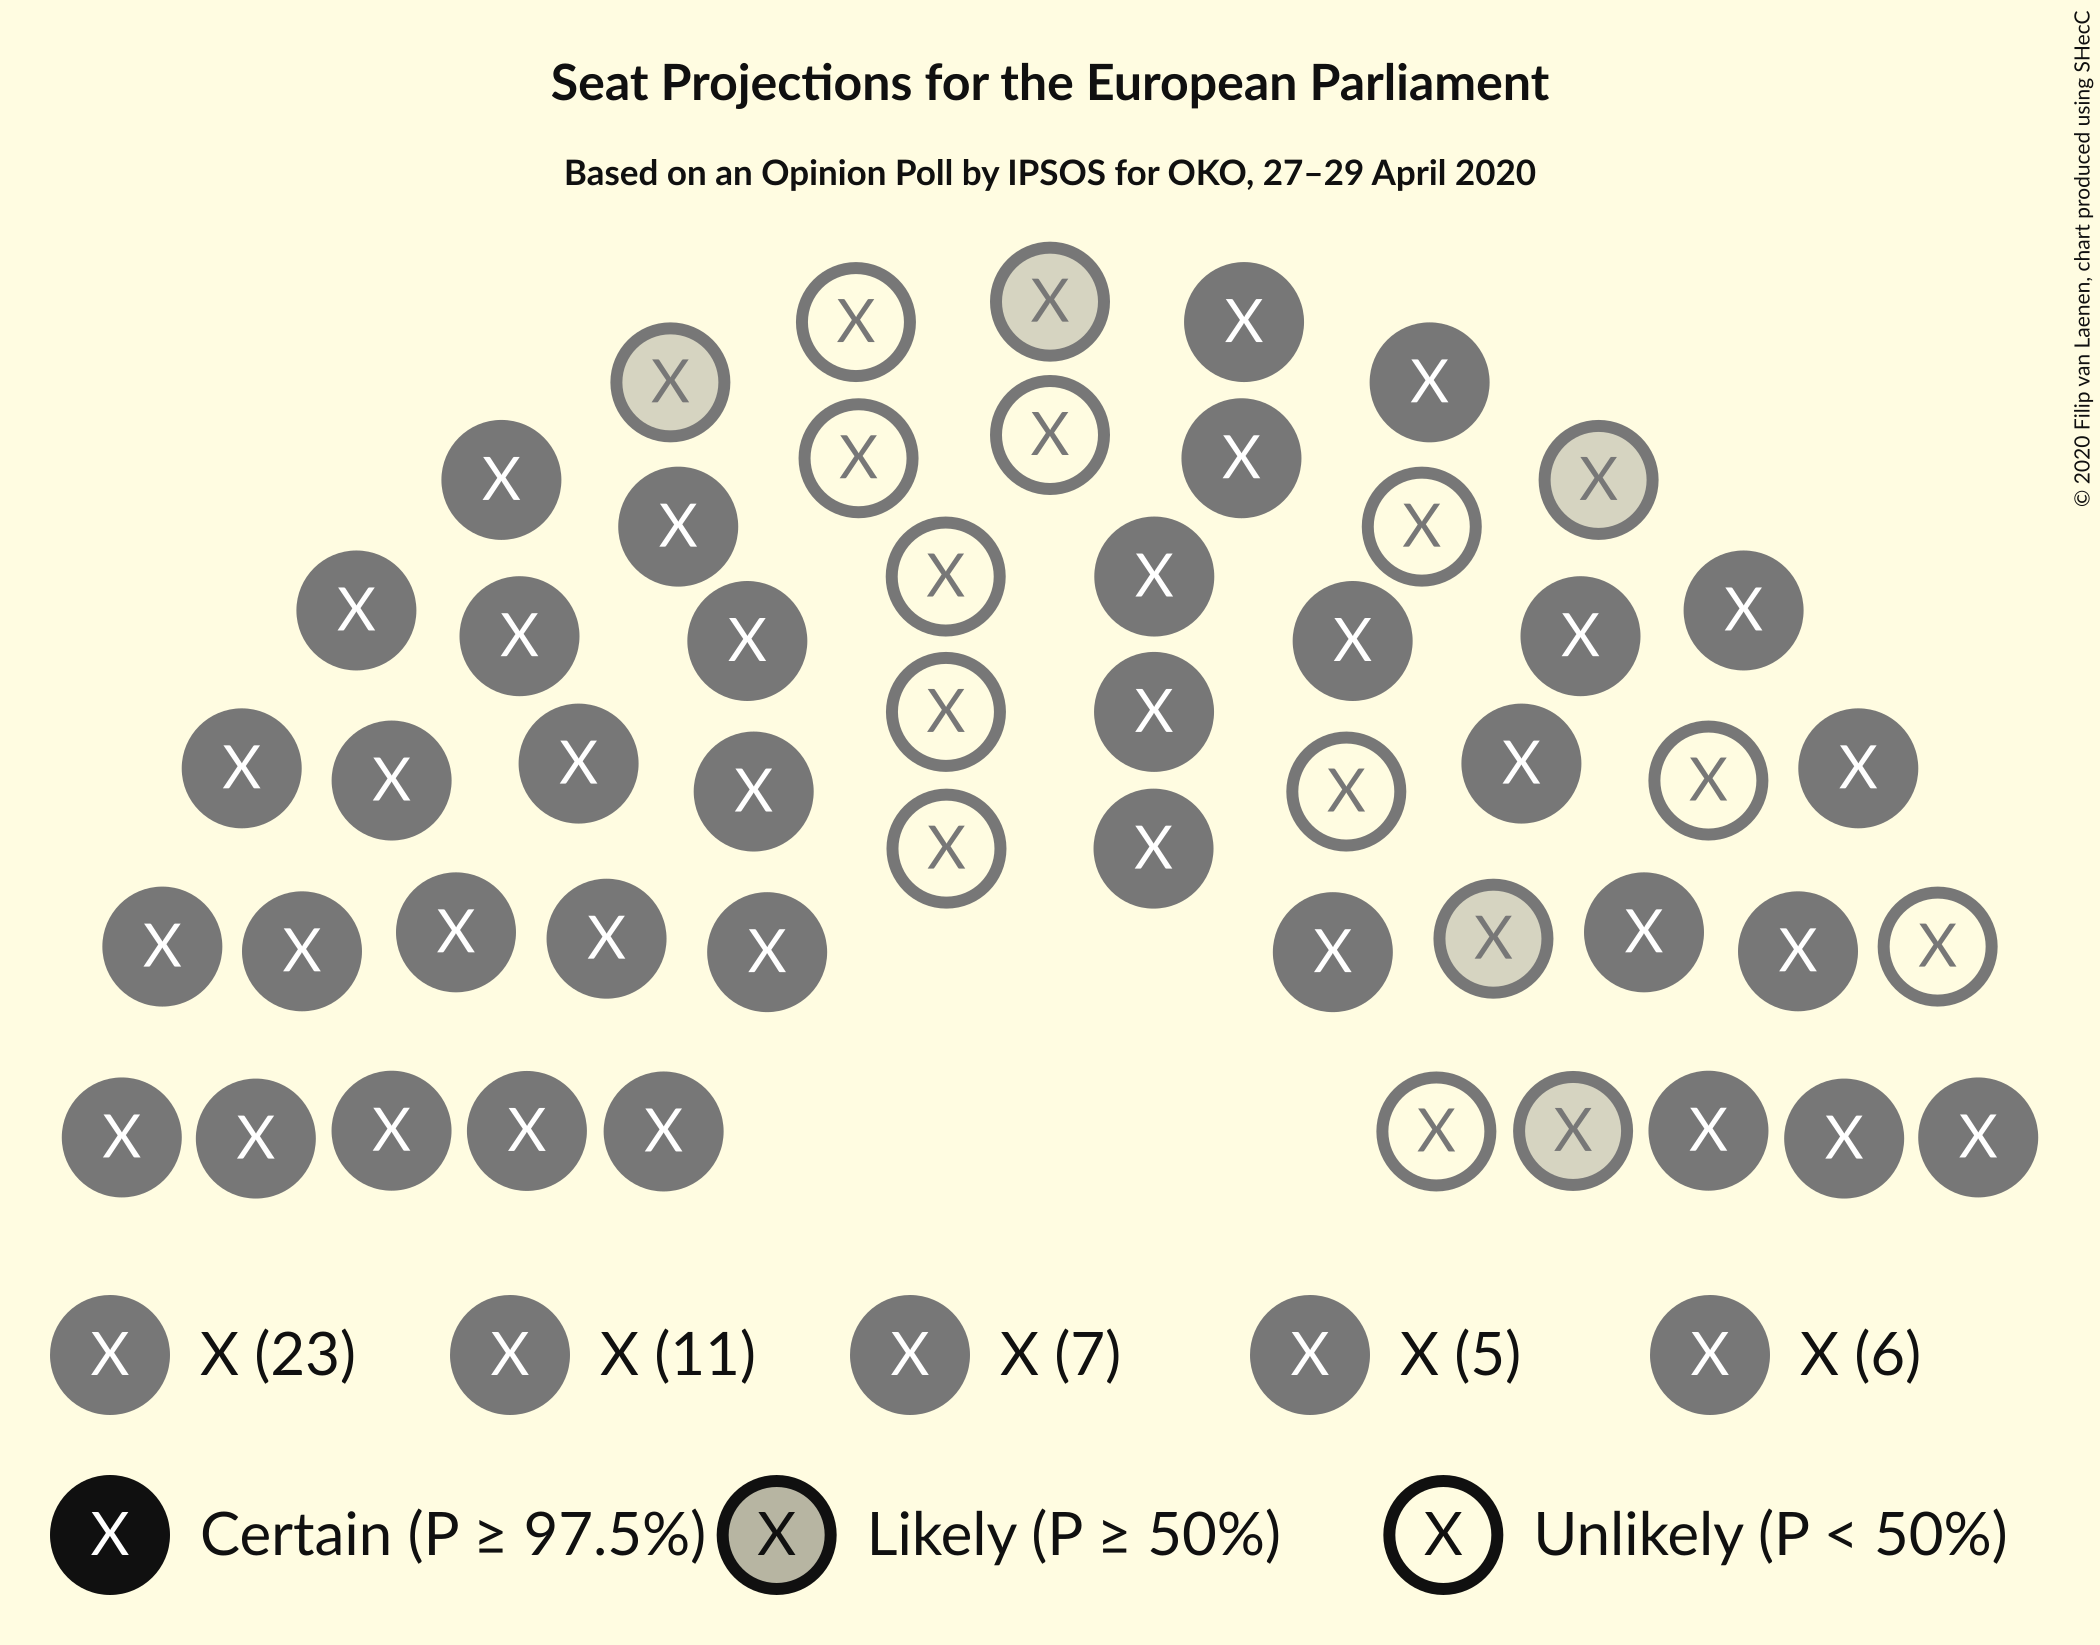 Seat Projections for the European Parliament
Based on an Opinion Poll by IPSOS for OKO, 27–29 April 2020
© 2020 Filip van Laenen, chart produced using SHecC
X X X X X
X X X X X
X X X X
X X X X X X
X X X X X X
X X X X X X X X
X X X X X X X X X X
X X X X X X X X X X
X X (23) X X (11) X X (7) X X (5) X X (6)
X Certain (P ≥ 97.5%) X Likely (P ≥ 50%) X Unlikely (P < 50%)